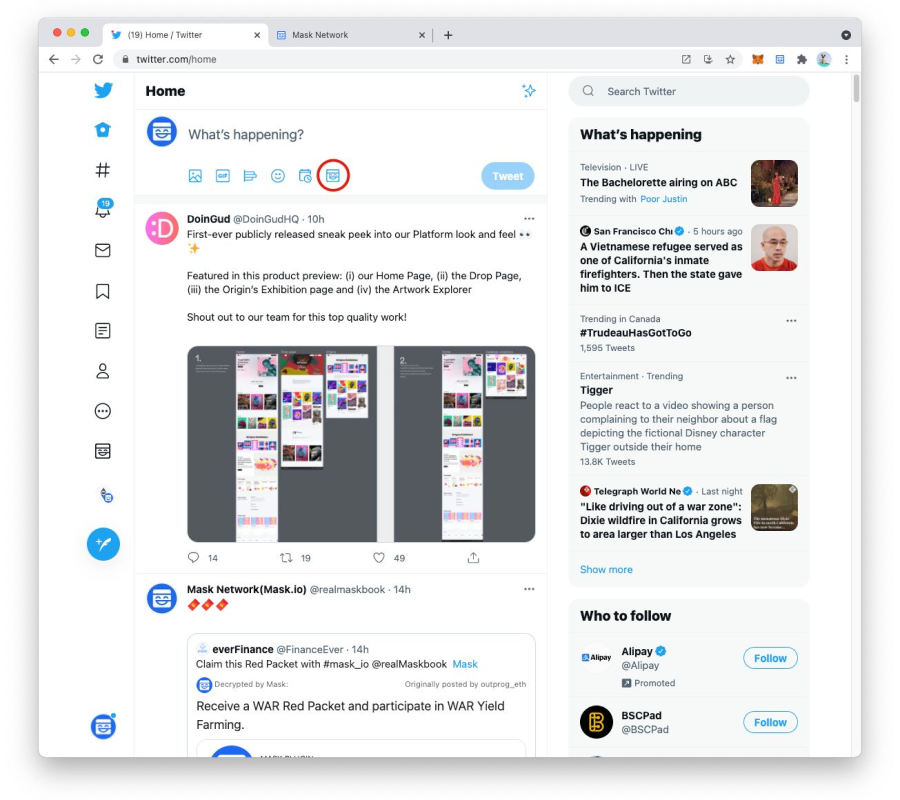 (19) Home / Twitter
Mask Network
twitter.com/home
Home
Search Twitter
What's happening?
GIF
Tweet
19
DoinGud @DoinGudHQ · 10h
First-ever publicly released sneak peek into our Platform look and feel 👀
✨
Featured in this product preview: (i) our Home Page, (ii) the Drop Page,
(iii) the Origin's Exhibition page and (iv) the Artwork Explorer
Shout out to our team for this top quality work!
1.
2.
14
19
49
Mask Network(Mask.io) @realmaskbook · 14h
🧧🧧🧧
everFinance @FinanceEver · 14h
Claim this Red Packet with #mask_io @realMaskbook Mask
Decrypted by Mask:
Originally posted by outprog_eth
Receive a WAR Red Packet and participate in WAR Yield
Farming.
What's happening
Television · LIVE
The Bachelorette airing on ABC
Trending with Poor Justin
San Francisco Chr · 5 hours ago
A Vietnamese refugee served as
one of California's inmate
firefighters. Then the state gave
him to ICE
Trending in Canada
#TrudeauHasGotToGo
1,595 Tweets
Entertainment · Trending
Tigger
People react to a video showing a person
complaining to their neighbor about a flag
depicting the fictional Disney character
Tigger outside their home
13.8K Tweets
Telegraph World Ne · Last night
"Like driving out of a war zone":
Dixie wildfire in California grows
to area larger than Los Angeles
Show more
Who to follow
Alipay
Alipay
@Alipay
Promoted
Follow
BSCPad
@BSCPad
Follow